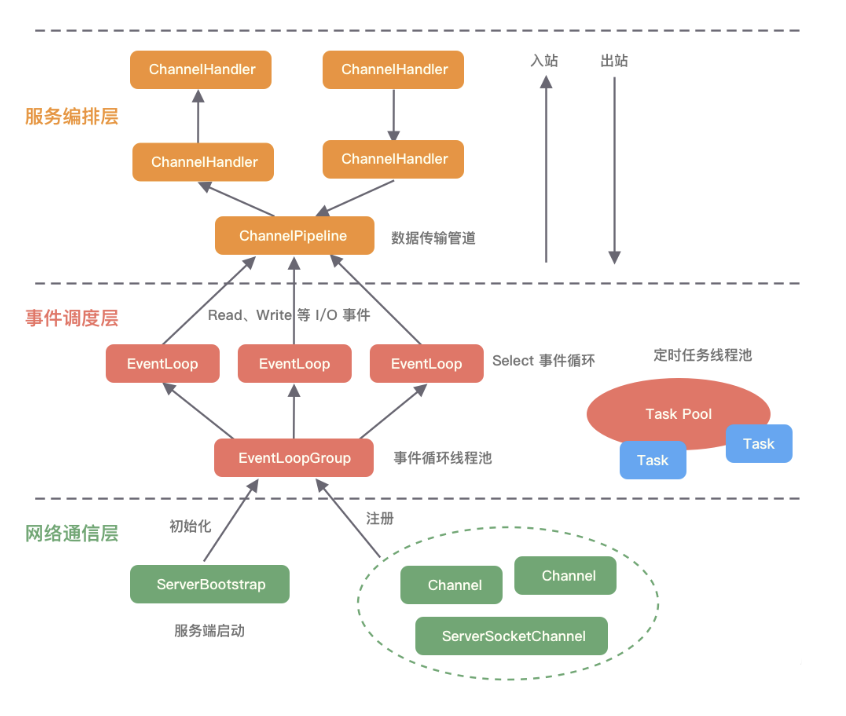 入站
出站
ChannelHandler
ChannelHandler
服务编排层
ChannelHandler
ChannelHandler
ChannelPipeline
数据传输管道
事件调度层
Read、Write 等 I/O 事件
EventLoop
EventLoop
EventLoop
Select 事件循环
定时任务线程池
Task Pool
Task
Task
EventLoopGroup
事件循环线程池
网络通信层
初始化
注册
ServerBootstrap
Channel
Channel
服务端启动
ServerSocketChannel